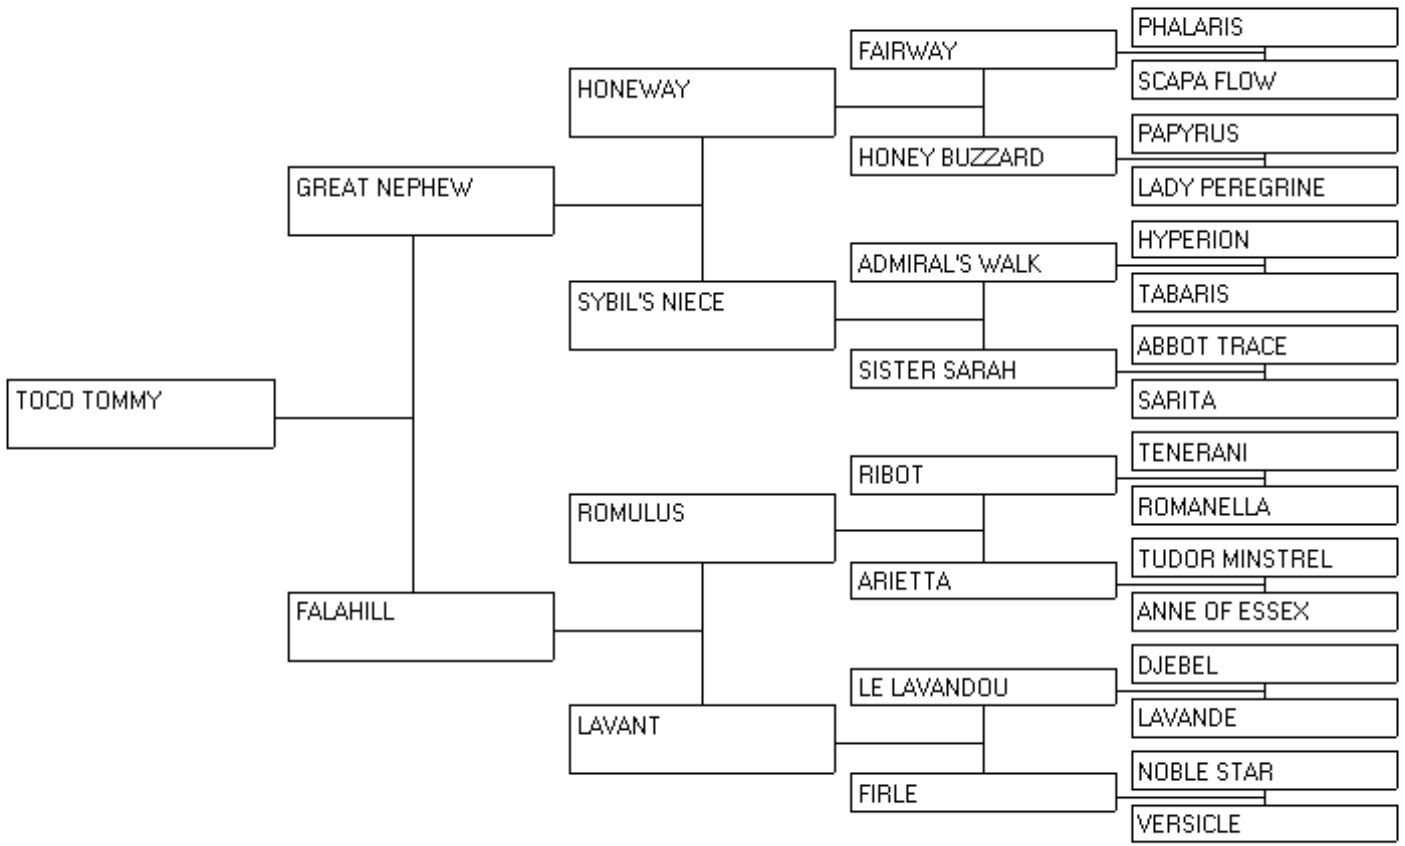 PHALARIS
FAIRWAY
SCAPA FLOW
HONEWAY
PAPYRUS
HONEY BUZZARD
LADY PEREGRINE
GREAT NEPHEW
HYPERION
ADMIRAL'S WALK
TABARIS
SYBIL'S NIECE
ABBOT TRACE
SISTER SARAH
SARITA
TOCO TOMMY
TENERANI
RIBOT
ROMANELLA
ROMULUS
TUDOR MINSTREL
ARIETTA
ANNE OF ESSEX
FALAHILL
DJEBEL
LE LAVANDOU
LAVANDE
LAVANT
NOBLE STAR
FIRLE
VERSICLE